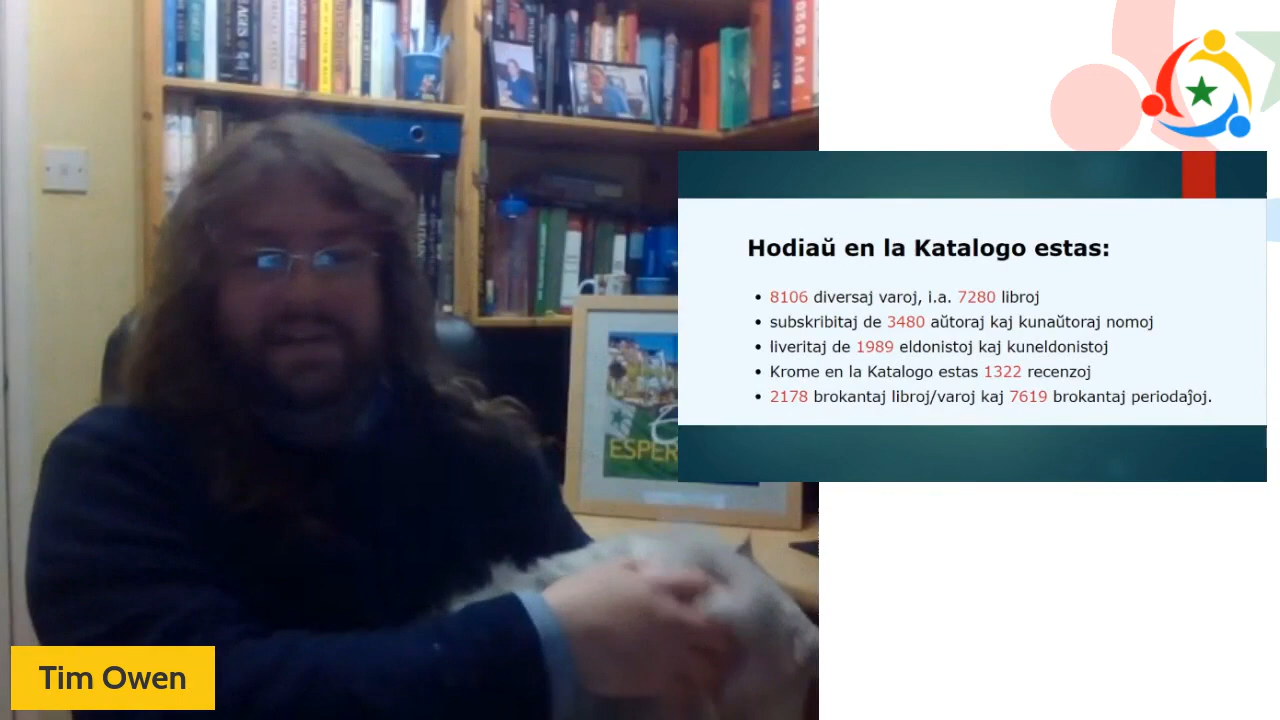 PIV 2020
Hodiaŭ en la Katalogo estas:
• 8106 diversaj varoj, i.a. 7280 libroj
• subskribitaj de 3480 aŭtoraj kaj kunaŭtoraj nomoj
• liveritaj de 1989 eldonistoj kaj kuneldonistoj
• Krome en la Katalogo estas 1322 recenzoj
• 2178 brokantaj libroj/varoj kaj 7619 brokantaj periodaĵoj.
ESPER
Tim Owen